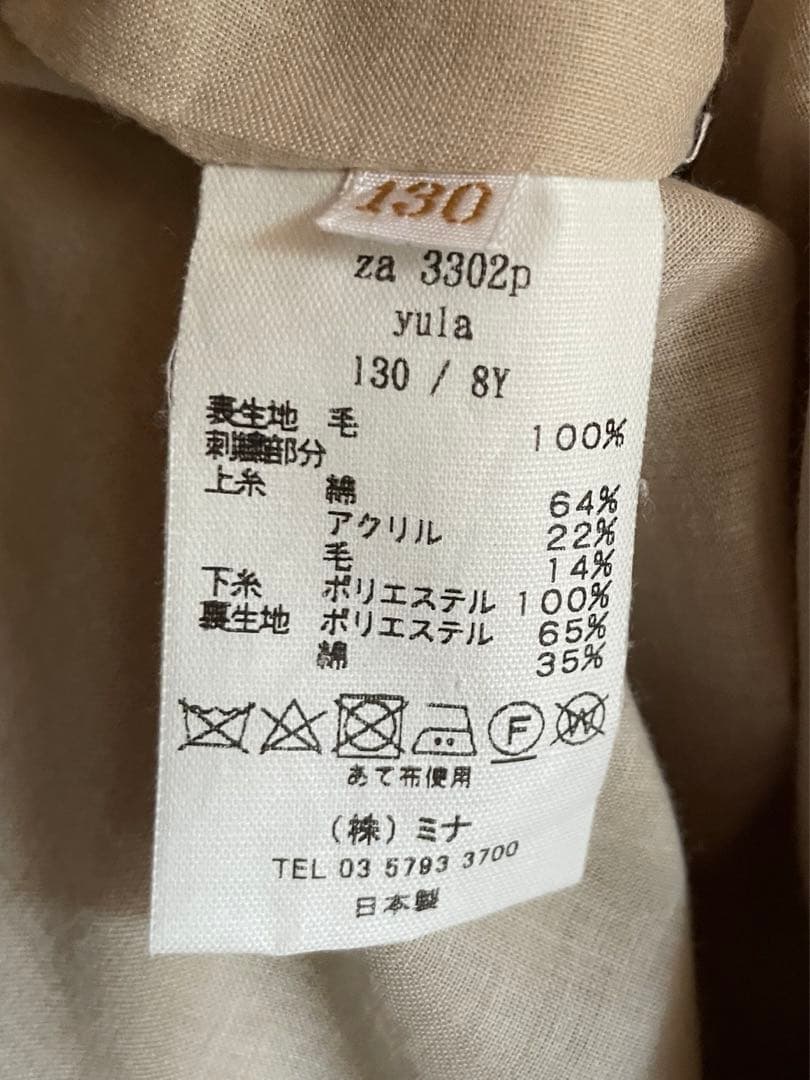 130
za 3302p
yula
130 / 8Y
表生地 毛 100%
刺繍部分
上糸 綿 64%
アクリル 22%
毛 14%
下糸 ポリエステル 100%
裏生地 ポリエステル 65%
綿 35%
F W
あて布使用
(株)ミナ
TEL 03 5793 3700
日本製